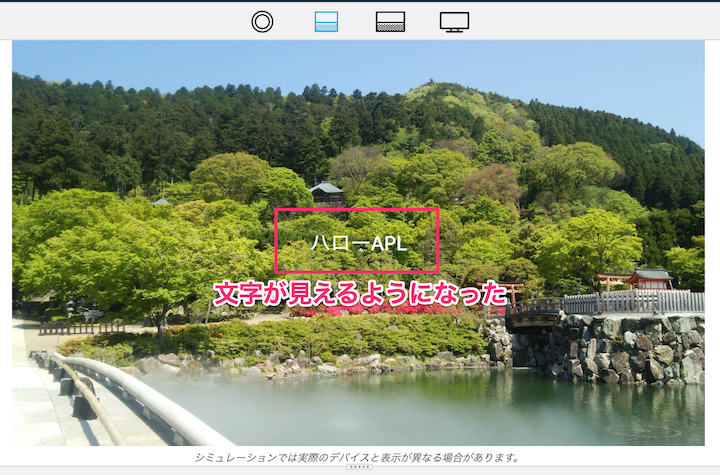 ハローAPL
文字が見えるようになった
シミュレーションでは実際のデバイスと表示が異なる場合があります。